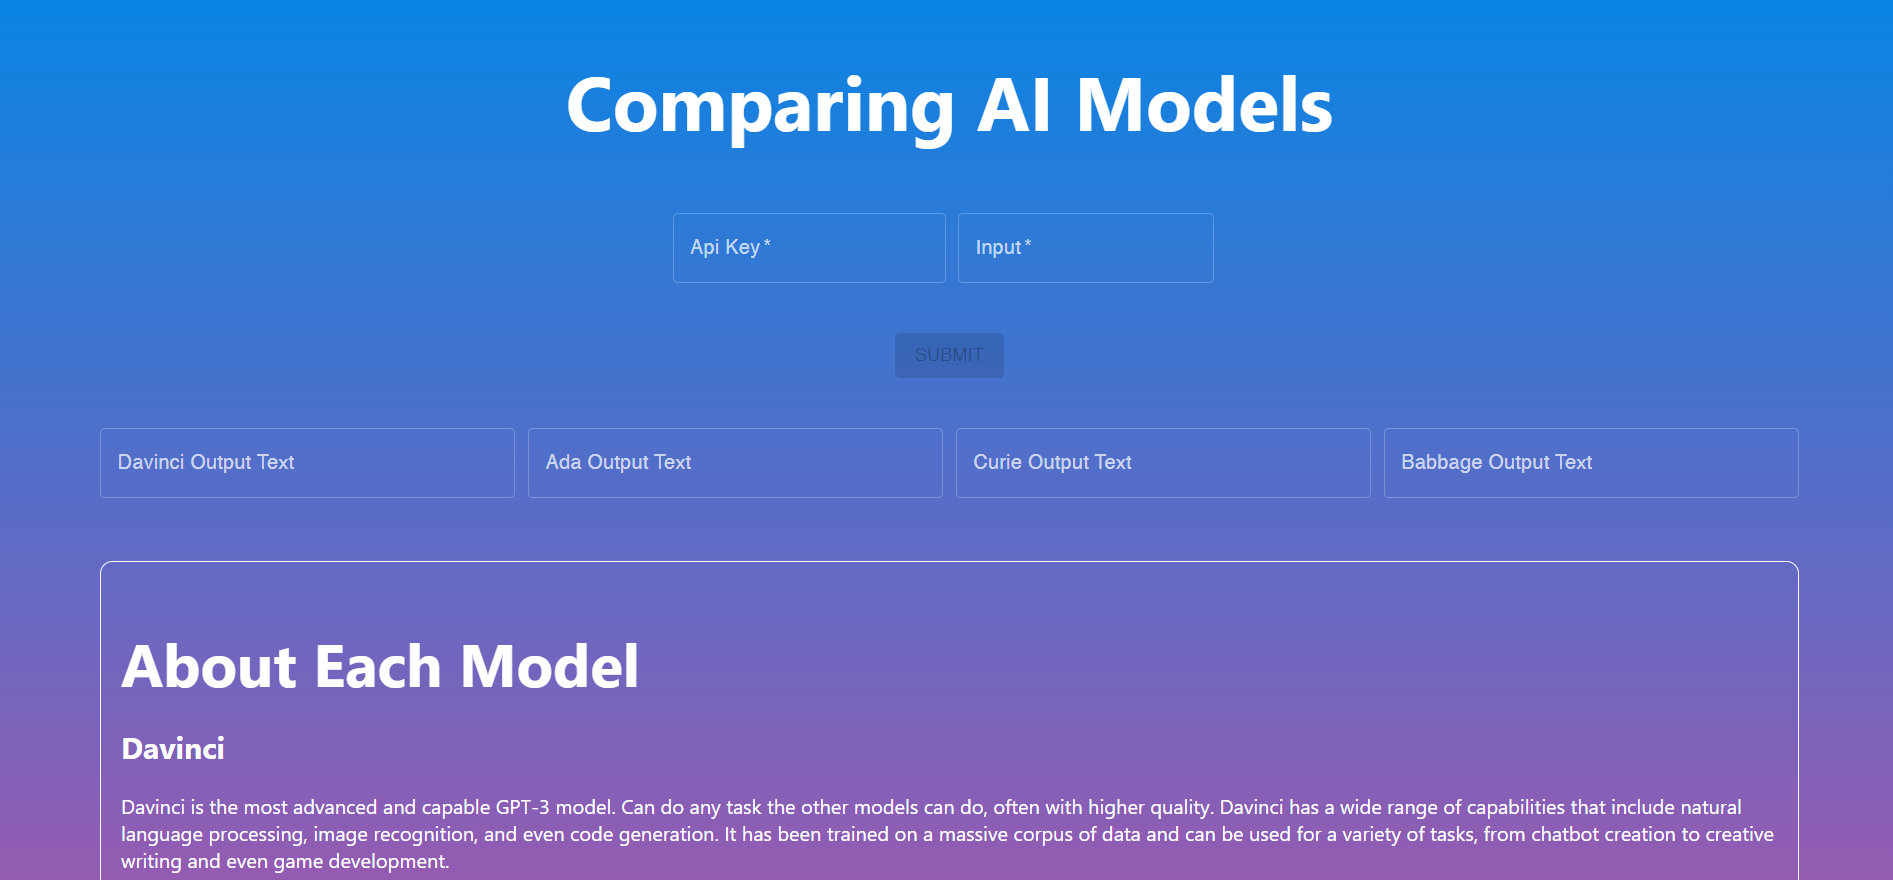 Comparing AI Models
Api Key *
Input *
SUBMIT
Davinci Output Text
Ada Output Text
Curie Output Text
Babbage Output Text
About Each Model
Davinci
Davinci is the most advanced and capable GPT-3 model. Can do any task the other models can do, often with higher quality. Davinci has a wide range of capabilities that include natural
language processing, image recognition, and even code generation. It has been trained on a massive corpus of data and can be used for a variety of tasks, from chatbot creation to creative
writing and even game development.